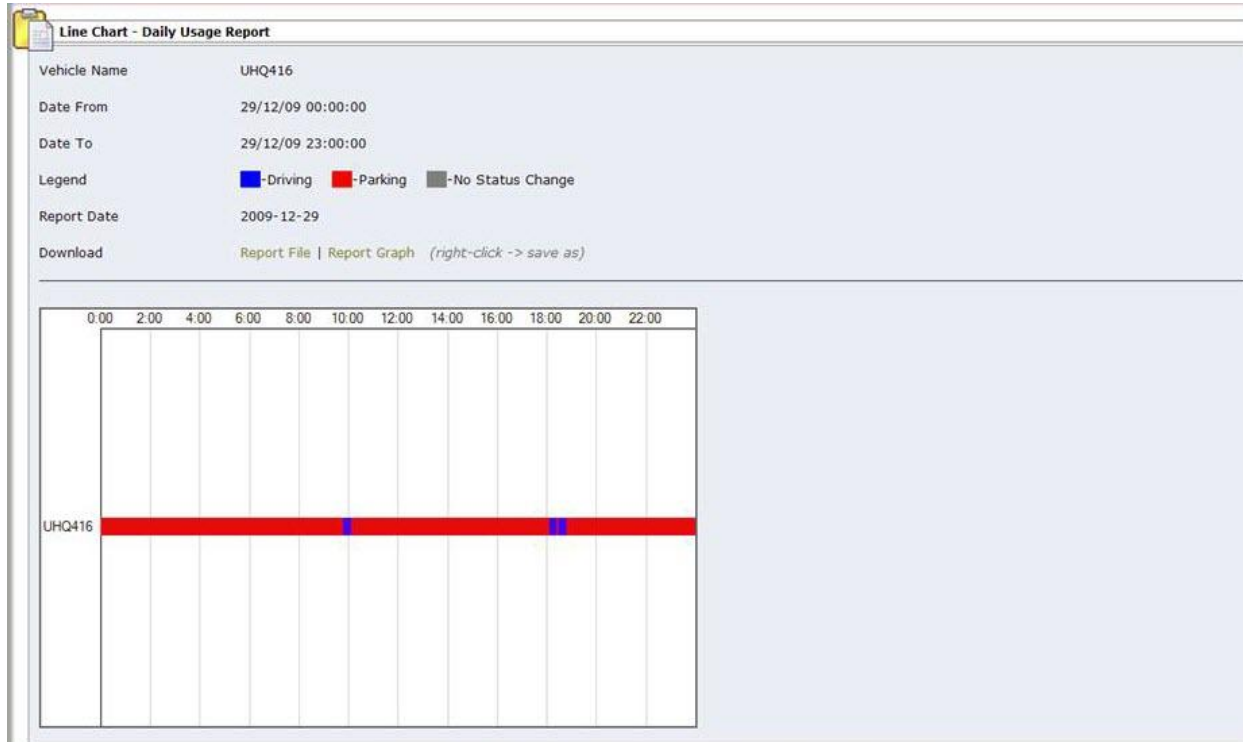 Line Chart - Daily Usage Report
Vehicle Name UHQ416
Date From 29/12/09 00:00:00
Date To 29/12/09 23:00:00
Legend -Driving -Parking -No Status Change
Report Date 2009-12-29
Download Report File | Report Graph (right-click -> save as)
0:00 2:00 4:00 6:00 8:00 10:00 12:00 14:00 16:00 18:00 20:00 22:00
UHQ416